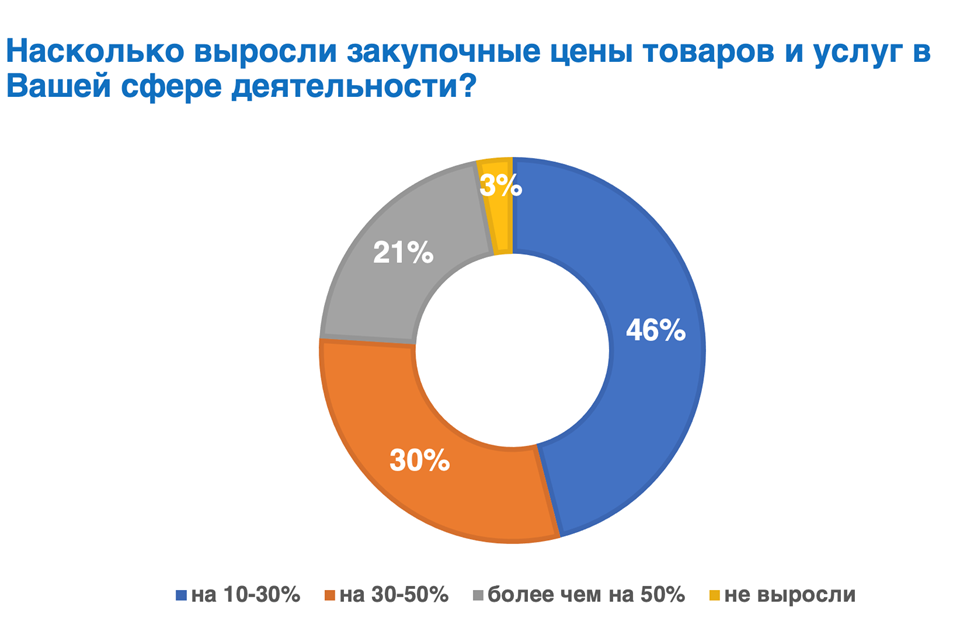 Насколько выросли закупочные цены товаров и услуг в
Вашей сфере деятельности?
3%
21%
46%
30%
на 10-30% на 30-50% более чем на 50% не выросли